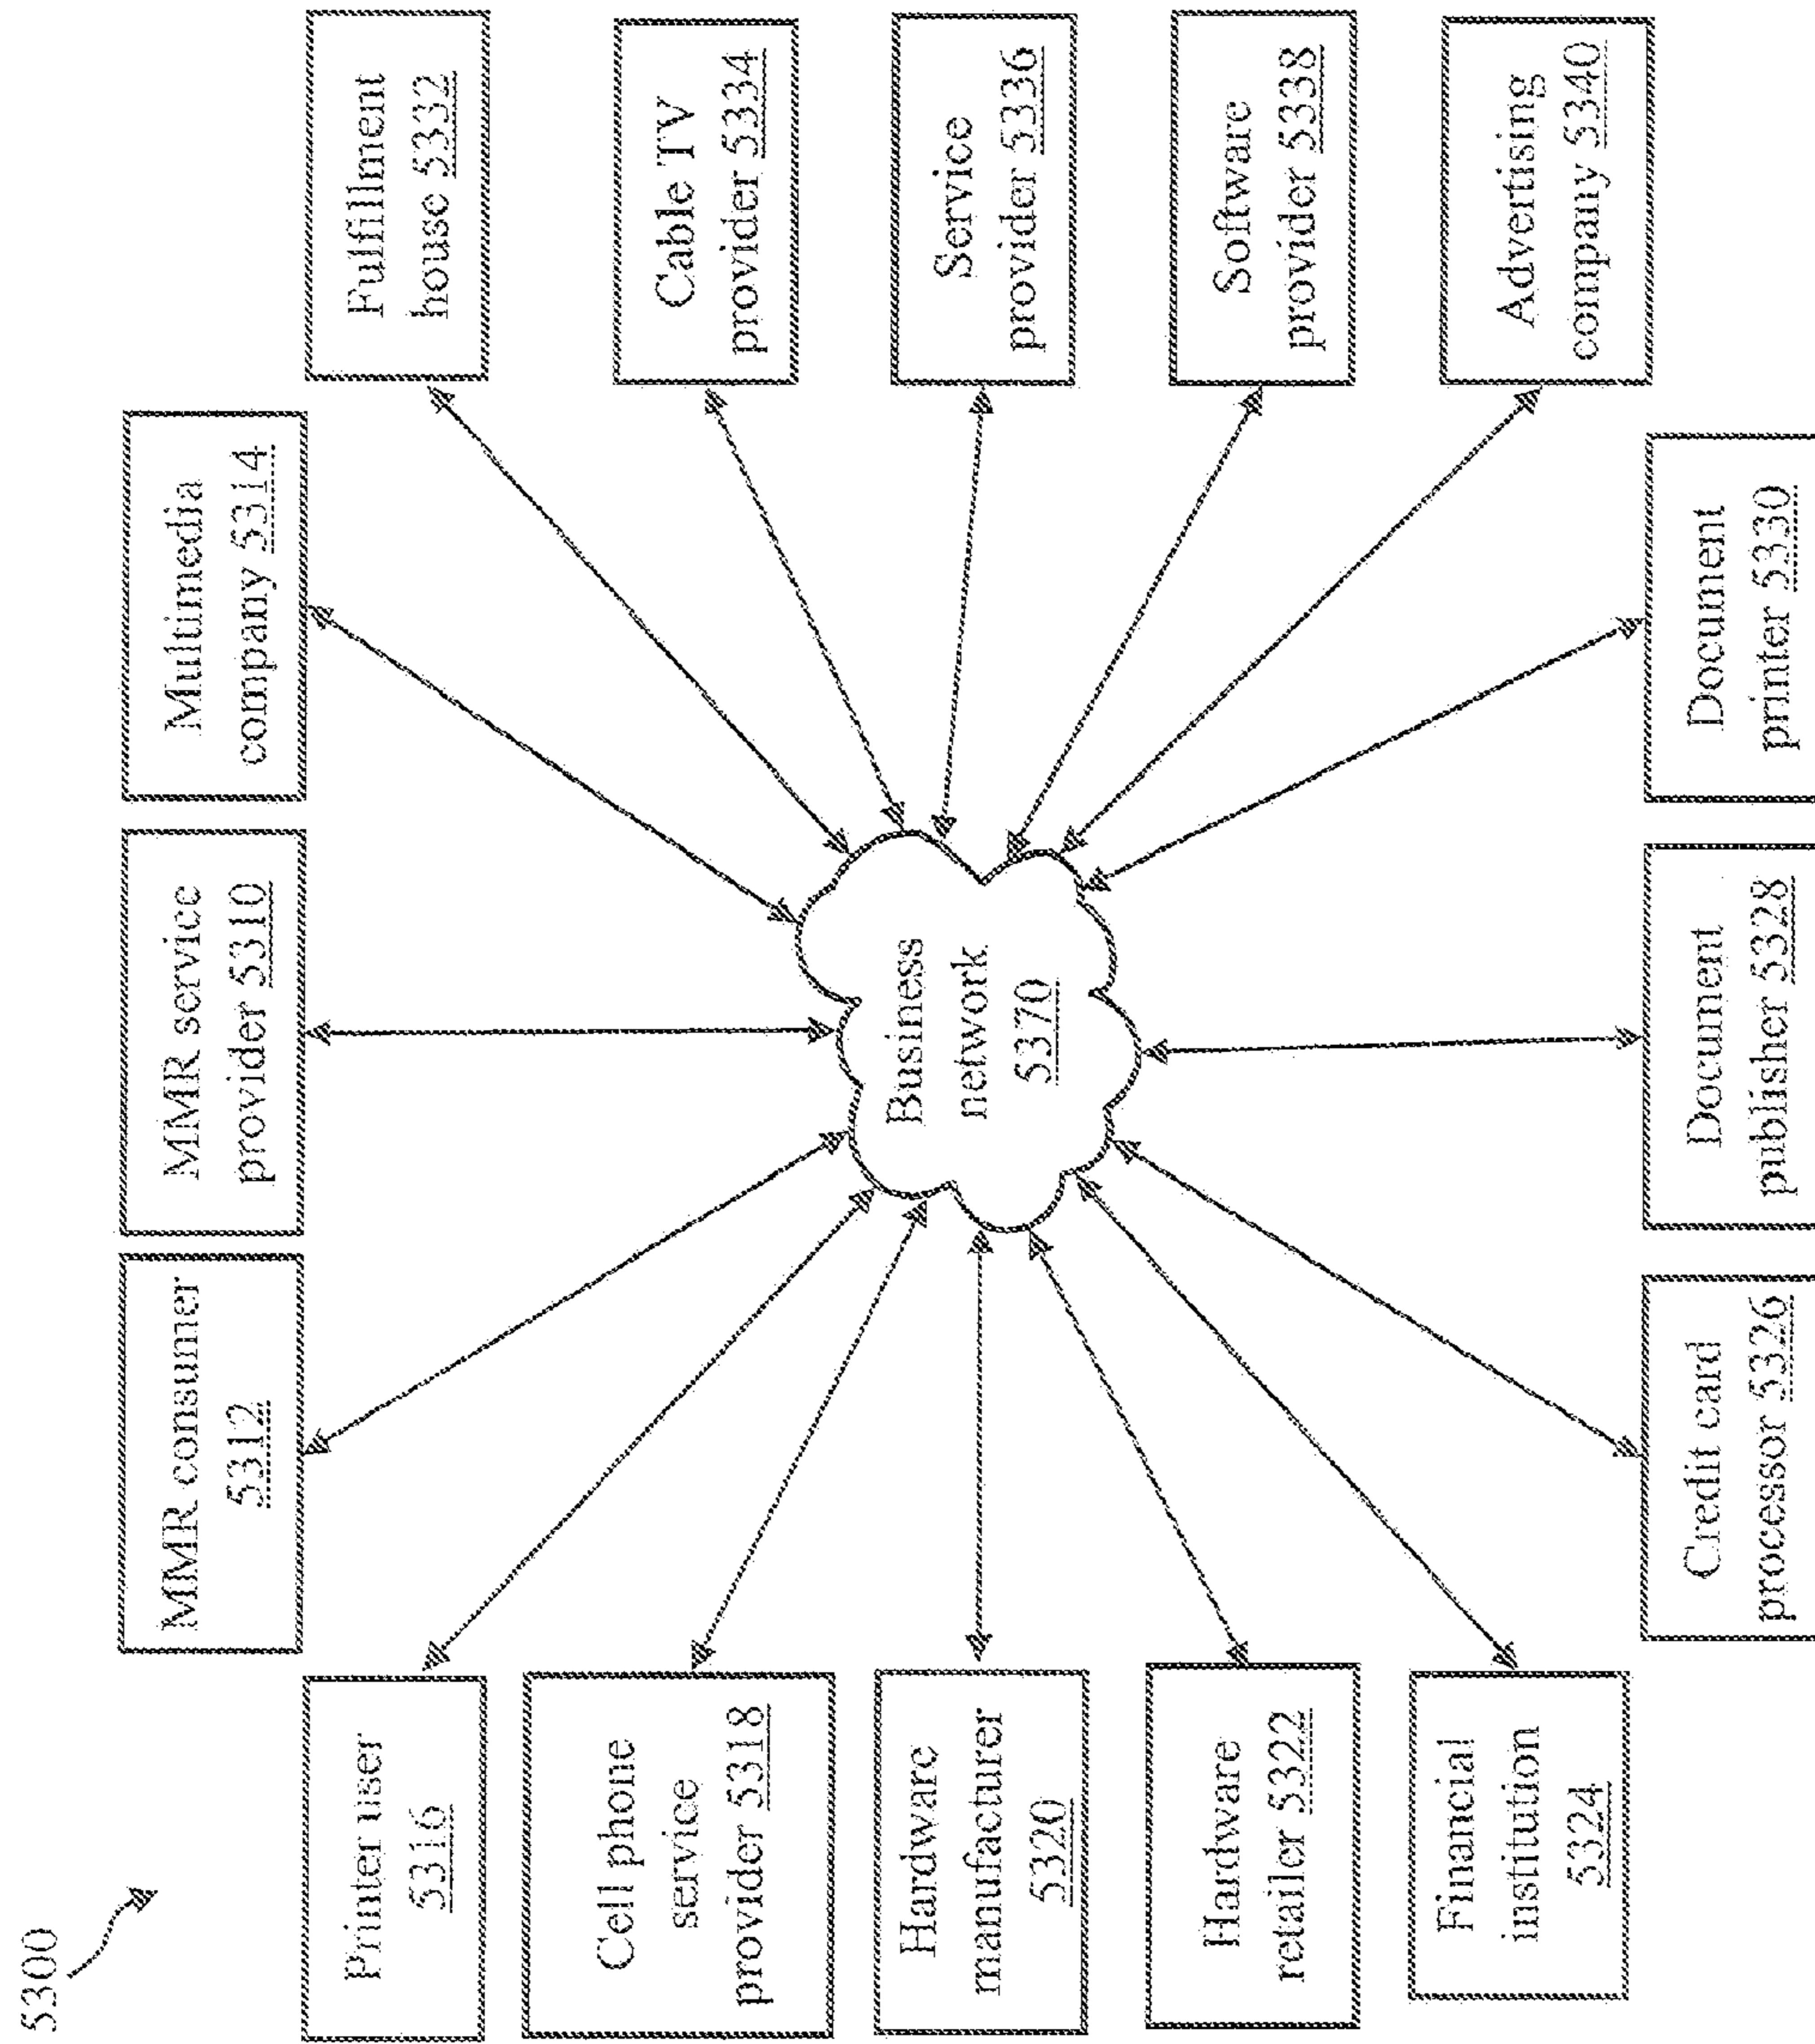 5300
MMR consumer
5312
MMR service
provider 5310
Multimedia
company 5314
Printer user
5316
Fulfillment
house 5332
Cell phone
service
provider 5318
Cable TV
provider 5334
Hardware
manufacturer
5320
Business
network
5370
Service
provider 5336
Hardware
retailer 5322
Software
provider 5338
Financial
institution
5324
Advertising
company 5340
Credit card
processor 5326
Document
publisher 5328
Document
printer 5330